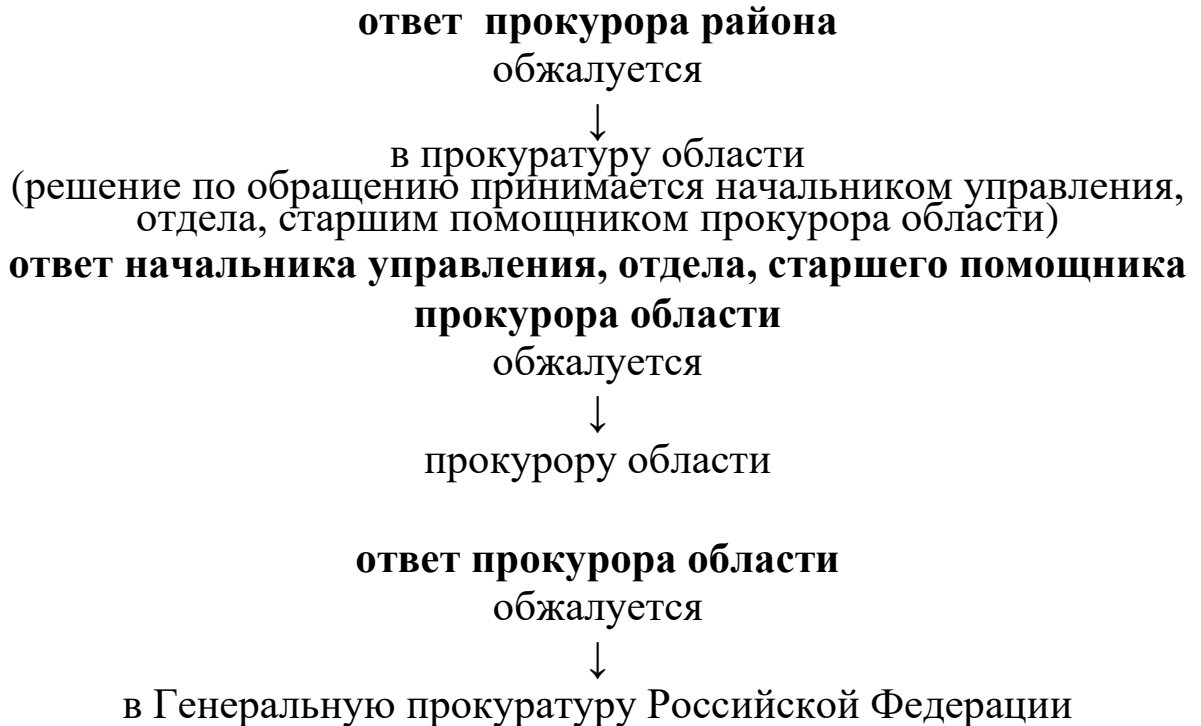 ответ прокурора района
обжалуется
↓
в прокуратуру области
(решение по обращению принимается начальником управления,
отдела, старшим помощником прокурора области)
ответ начальника управления, отдела, старшего помощника
прокурора области
обжалуется
↓
прокурору области
ответ прокурора области
обжалуется
↓
в Генеральную прокуратуру Российской Федерации